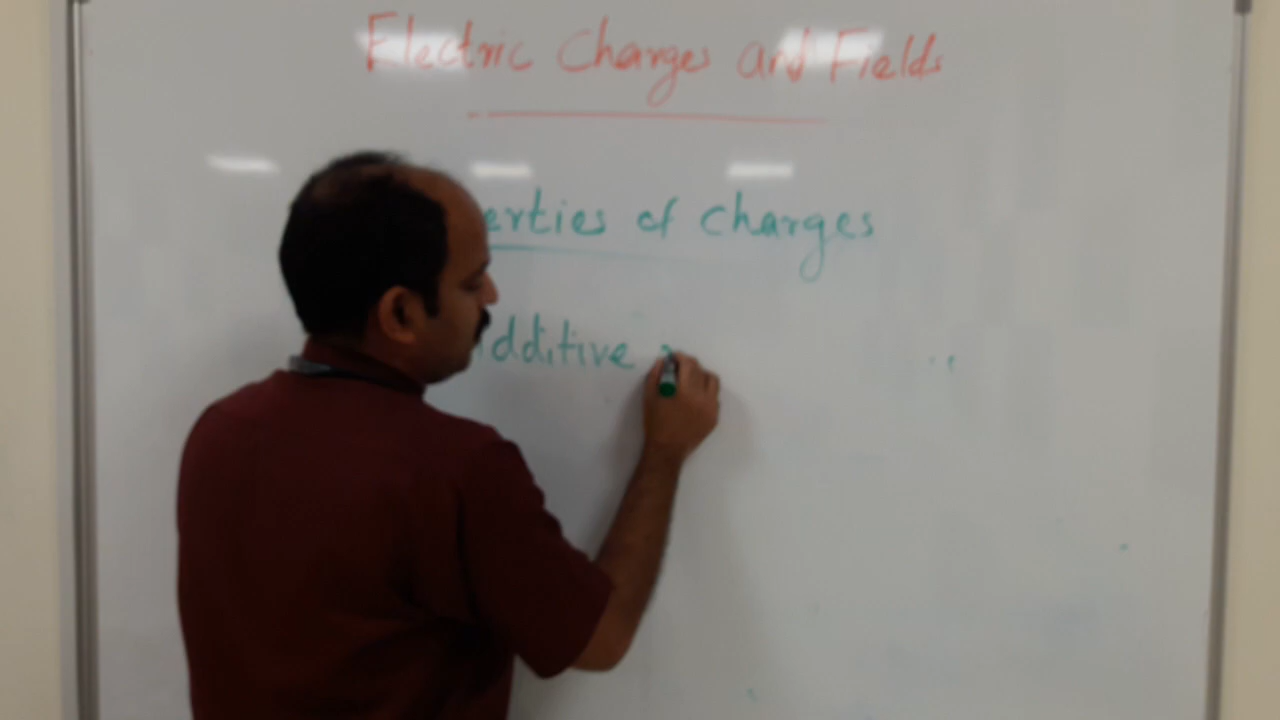 Electric Charges and Fields
erties of charges
dditive